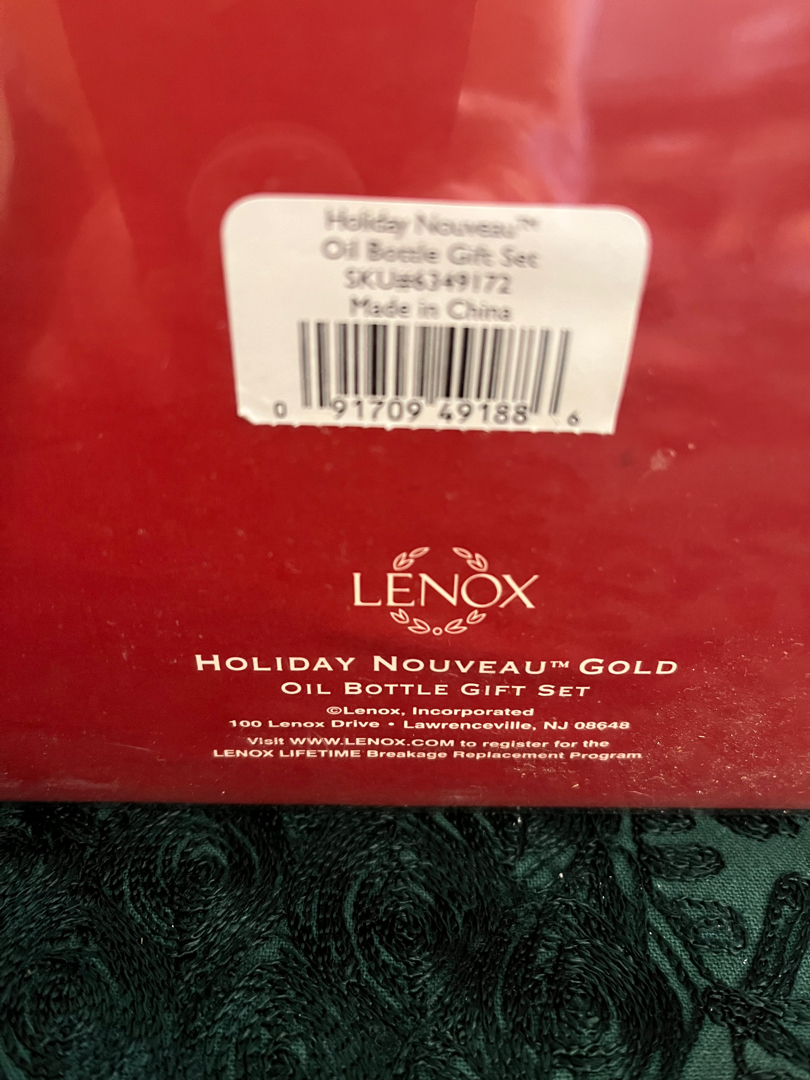 Holiday Nouveau™
Oil Bottle Gift Set
SKU#6349172
Made in China
0 91709 49188 6
LENOX
HOLIDAY NOUVEAU™ GOLD
OIL BOTTLE GIFT SET
©Lenox, Incorporated
100 Lenox Drive • Lawrenceville, NJ 08648
Visit WWW.LENOX.COM to register for the
LENOX LIFETIME Breakage Replacement Program